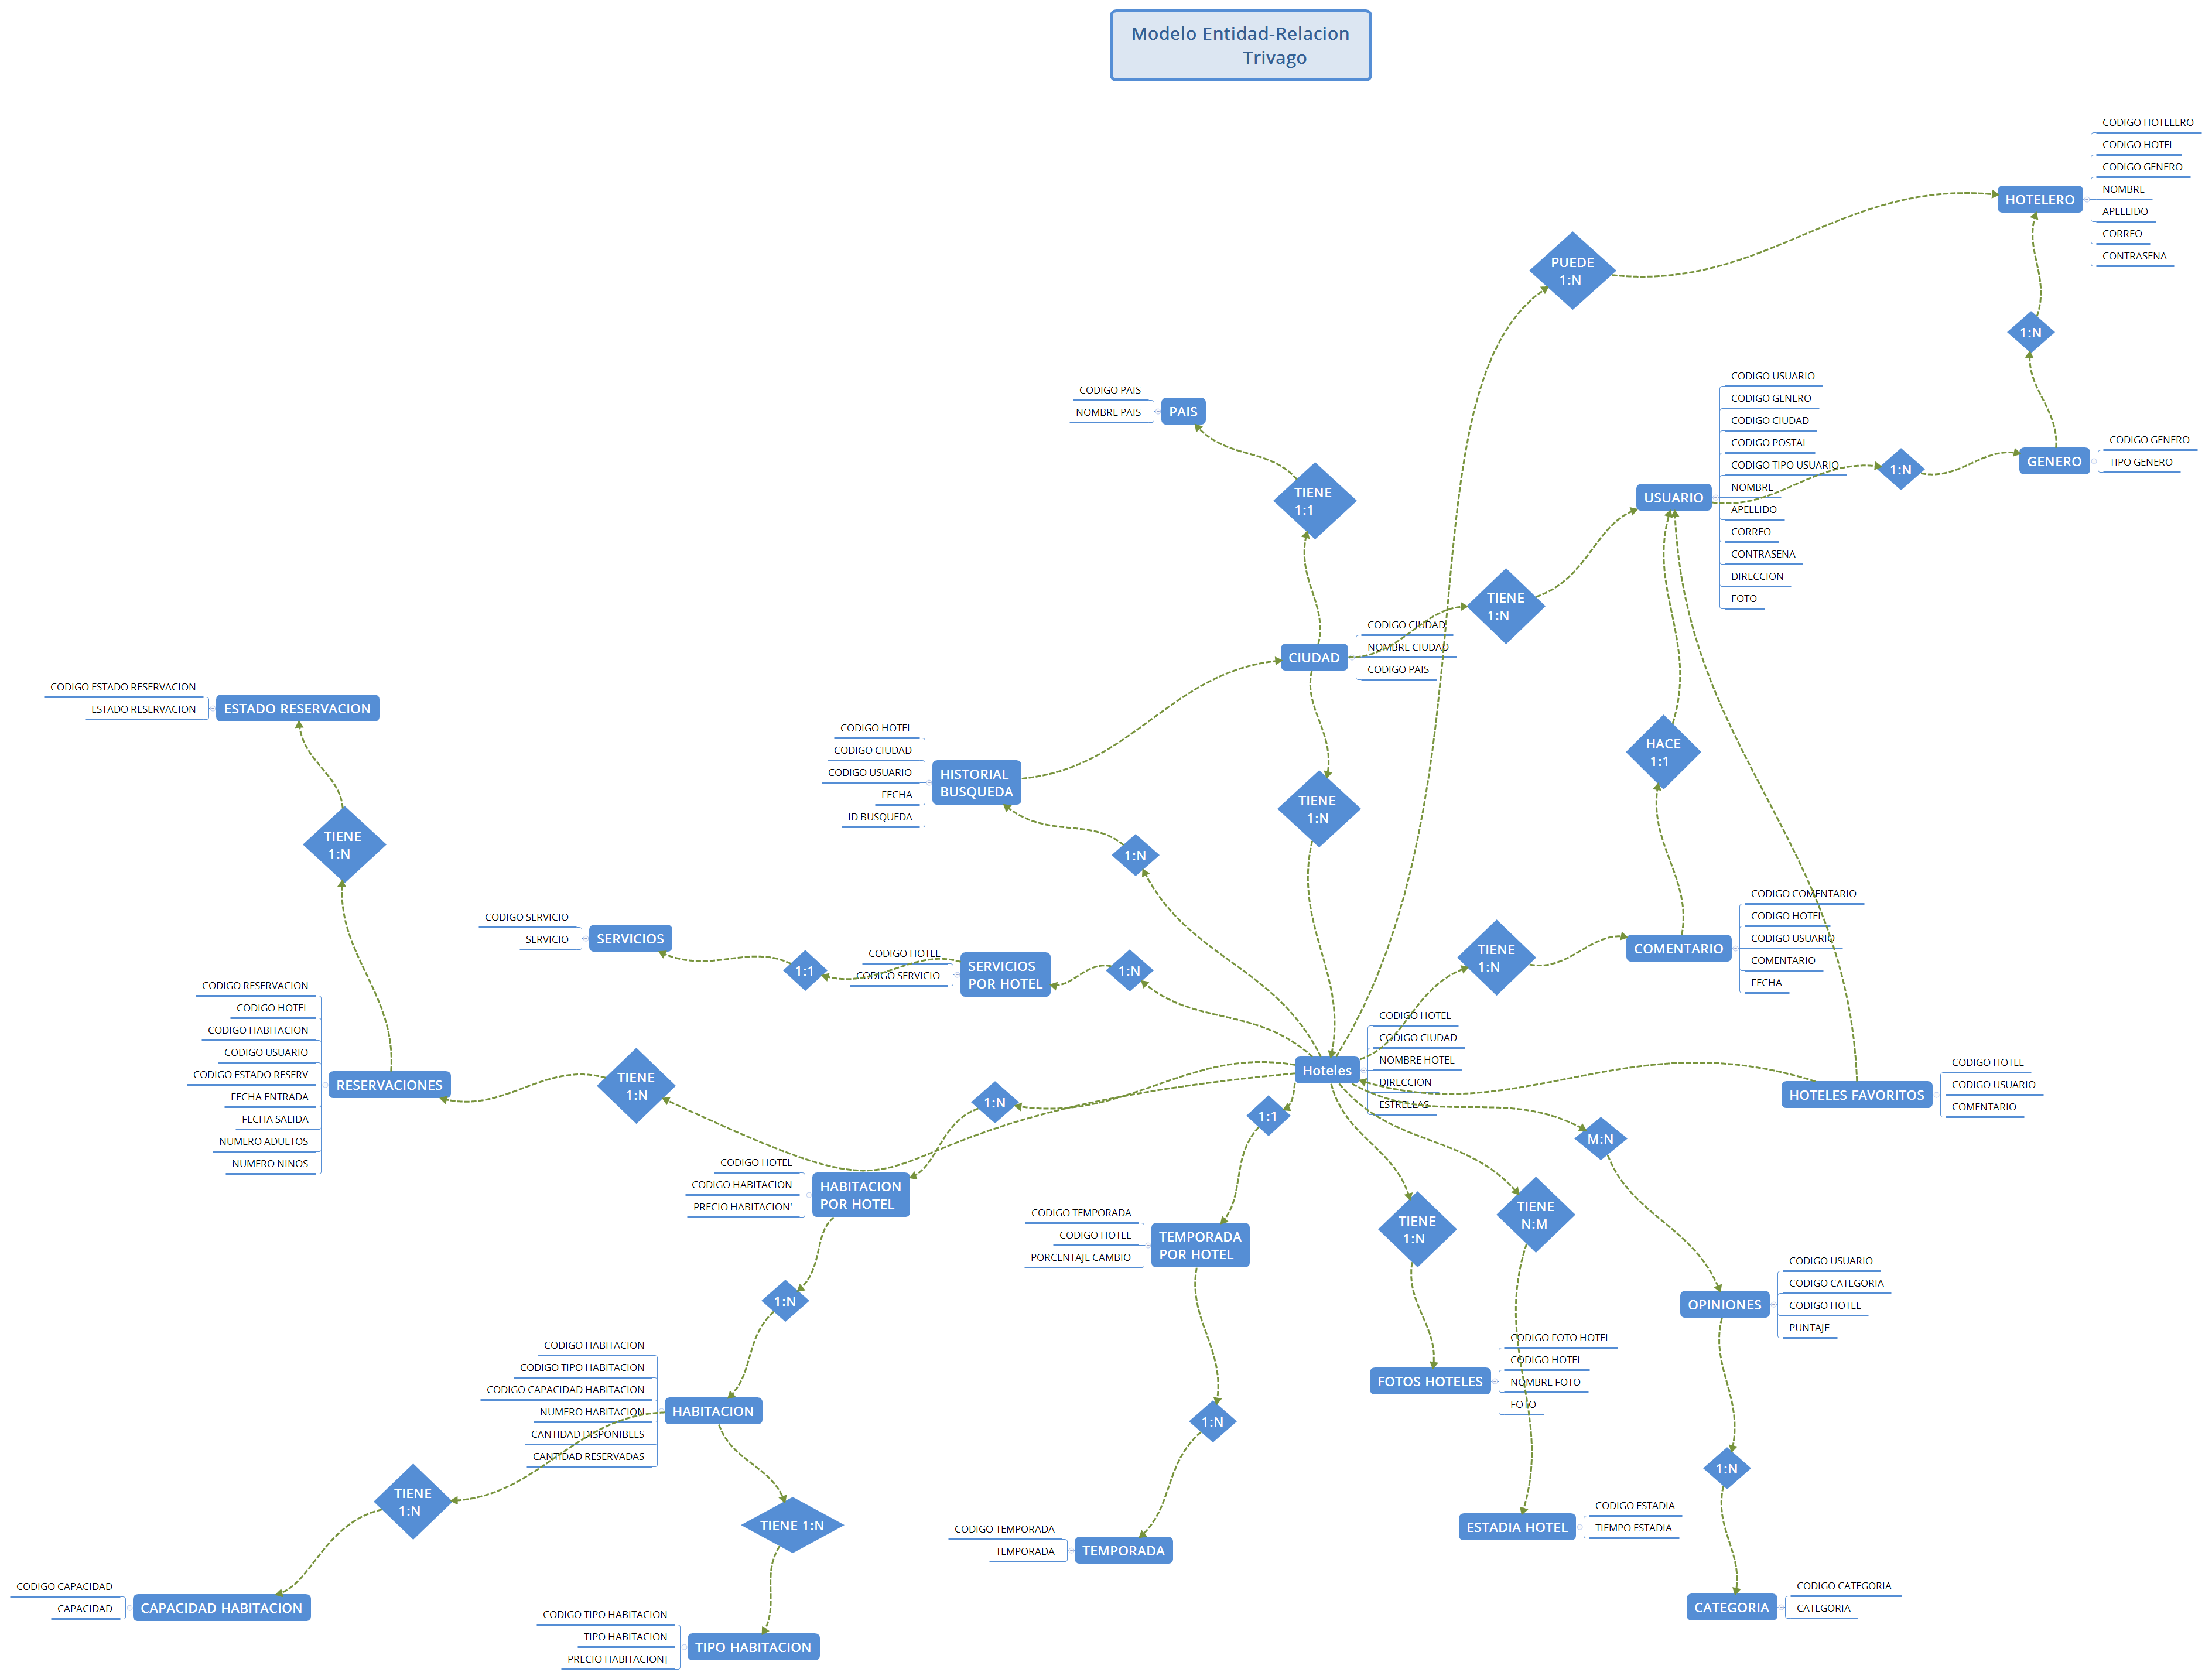 Modelo Entidad-Relacion
Trivago
CODIGO HOTELERO
CODIGO HOTEL
CODIGO GENERO
NOMBRE
APELLIDO
CORREO
CONTRASENA
HOTELERO
PUEDE
1:N
1:N
CODIGO PAIS
NOMBRE PAIS
PAIS
TIENE
1:1
CODIGO USUARIO
CODIGO GENERO
CODIGO CIUDAD
CODIGO POSTAL
CODIGO TIPO USUARIO
NOMBRE
APELLIDO
CORREO
CONTRASENA
DIRECCION
FOTO
USUARIO
1:N
GENERO
CODIGO GENERO
TIPO GENERO
TIENE
1:N
CIUDAD
CODIGO CIUDAD
NOMBRE CIUDAD
CODIGO PAIS
CODIGO ESTADO RESERVACION
ESTADO RESERVACION
ESTADO RESERVACION
CODIGO HOTEL
CODIGO CIUDAD
CODIGO USUARIO
FECHA
ID BUSQUEDA
HISTORIAL
BUSQUEDA
HACE
1:1
TIENE
1:N
TIENE
1:N
1:N
CODIGO SERVICIO
SERVICIO
SERVICIOS
1:1
CODIGO HOTEL
CODIGO SERVICIO
SERVICIOS
POR HOTEL
1:N
TIENE
1:N
COMENTARIO
CODIGO COMENTARIO
CODIGO HOTEL
CODIGO USUARIO
COMENTARIO
FECHA
CODIGO RESERVACION
CODIGO HOTEL
CODIGO HABITACION
CODIGO USUARIO
CODIGO ESTADO RESERV
FECHA ENTRADA
FECHA SALIDA
NUMERO ADULTOS
NUMERO NINOS
RESERVACIONES
TIENE
1:N
1:N
1:1
Hoteles
CODIGO HOTEL
CODIGO CIUDAD
NOMBRE HOTEL
DIRECCION
ESTRELLAS
HOTELES FAVORITOS
CODIGO HOTEL
CODIGO USUARIO
COMENTARIO
M:N
CODIGO HOTEL
CODIGO HABITACION
PRECIO HABITACION'
HABITACION
POR HOTEL
CODIGO TEMPORADA
CODIGO HOTEL
PORCENTAJE CAMBIO
TEMPORADA
POR HOTEL
TIENE
1:N
TIENE
N:M
OPINIONES
CODIGO USUARIO
CODIGO CATEGORIA
CODIGO HOTEL
PUNTAJE
1:N
CODIGO HABITACION
CODIGO TIPO HABITACION
CODIGO CAPACIDAD HABITACION
NUMERO HABITACION
CANTIDAD DISPONIBLES
CANTIDAD RESERVADAS
HABITACION
FOTOS HOTELES
CODIGO FOTO HOTEL
CODIGO HOTEL
NOMBRE FOTO
FOTO
1:N
1:N
TIENE
1:N
TIENE 1:N
CODIGO TEMPORADA
TEMPORADA
TEMPORADA
ESTADIA HOTEL
CODIGO ESTADIA
TIEMPO ESTADIA
CODIGO CAPACIDAD
CAPACIDAD
CAPACIDAD HABITACION
CODIGO TIPO HABITACION
TIPO HABITACION
PRECIO HABITACION]
TIPO HABITACION
CATEGORIA
CODIGO CATEGORIA
CATEGORIA